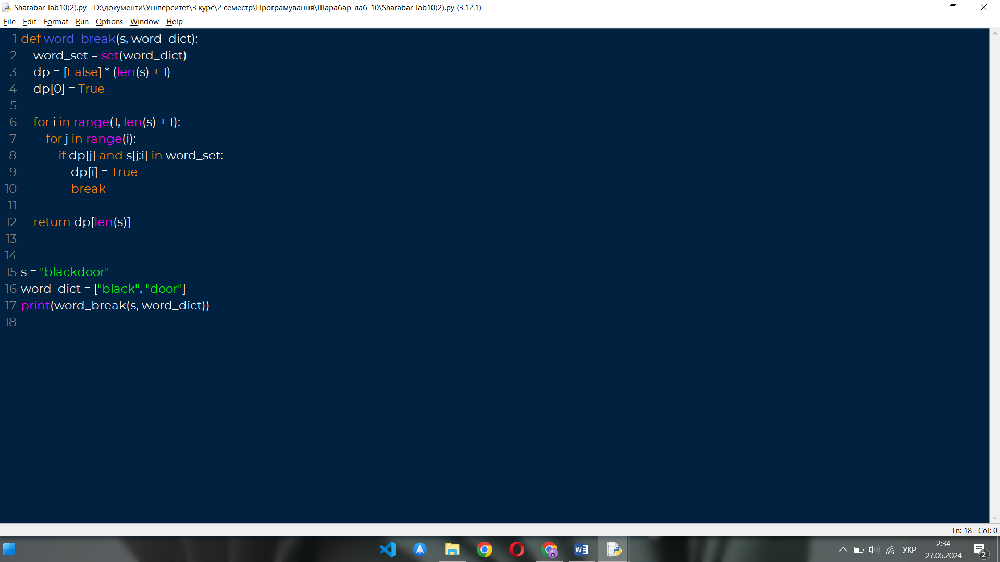 Sharabar_lab10(2).py - D:\документи\Університет\3 курс\2 семестр\Програмування\Шарабар_лаб_10\Sharabar_lab10(2).py (3.12.1)
File Edit Format Run Options Window Help
1 def word_break(s, word_dict):
2     word_set = set(word_dict)
3     dp = [False] * (len(s) + 1)
4     dp[0] = True
5
6     for i in range(1, len(s) + 1):
7         for j in range(i):
8             if dp[j] and s[j:i] in word_set:
9                 dp[i] = True
10                 break
11
12     return dp[len(s)]
13
14
15 s = "blackdoor"
16 word_dict = ["black", "door"]
17 print(word_break(s, word_dict))
18
Ln: 18 Col: 0
УКР
2:34
27.05.2024
2